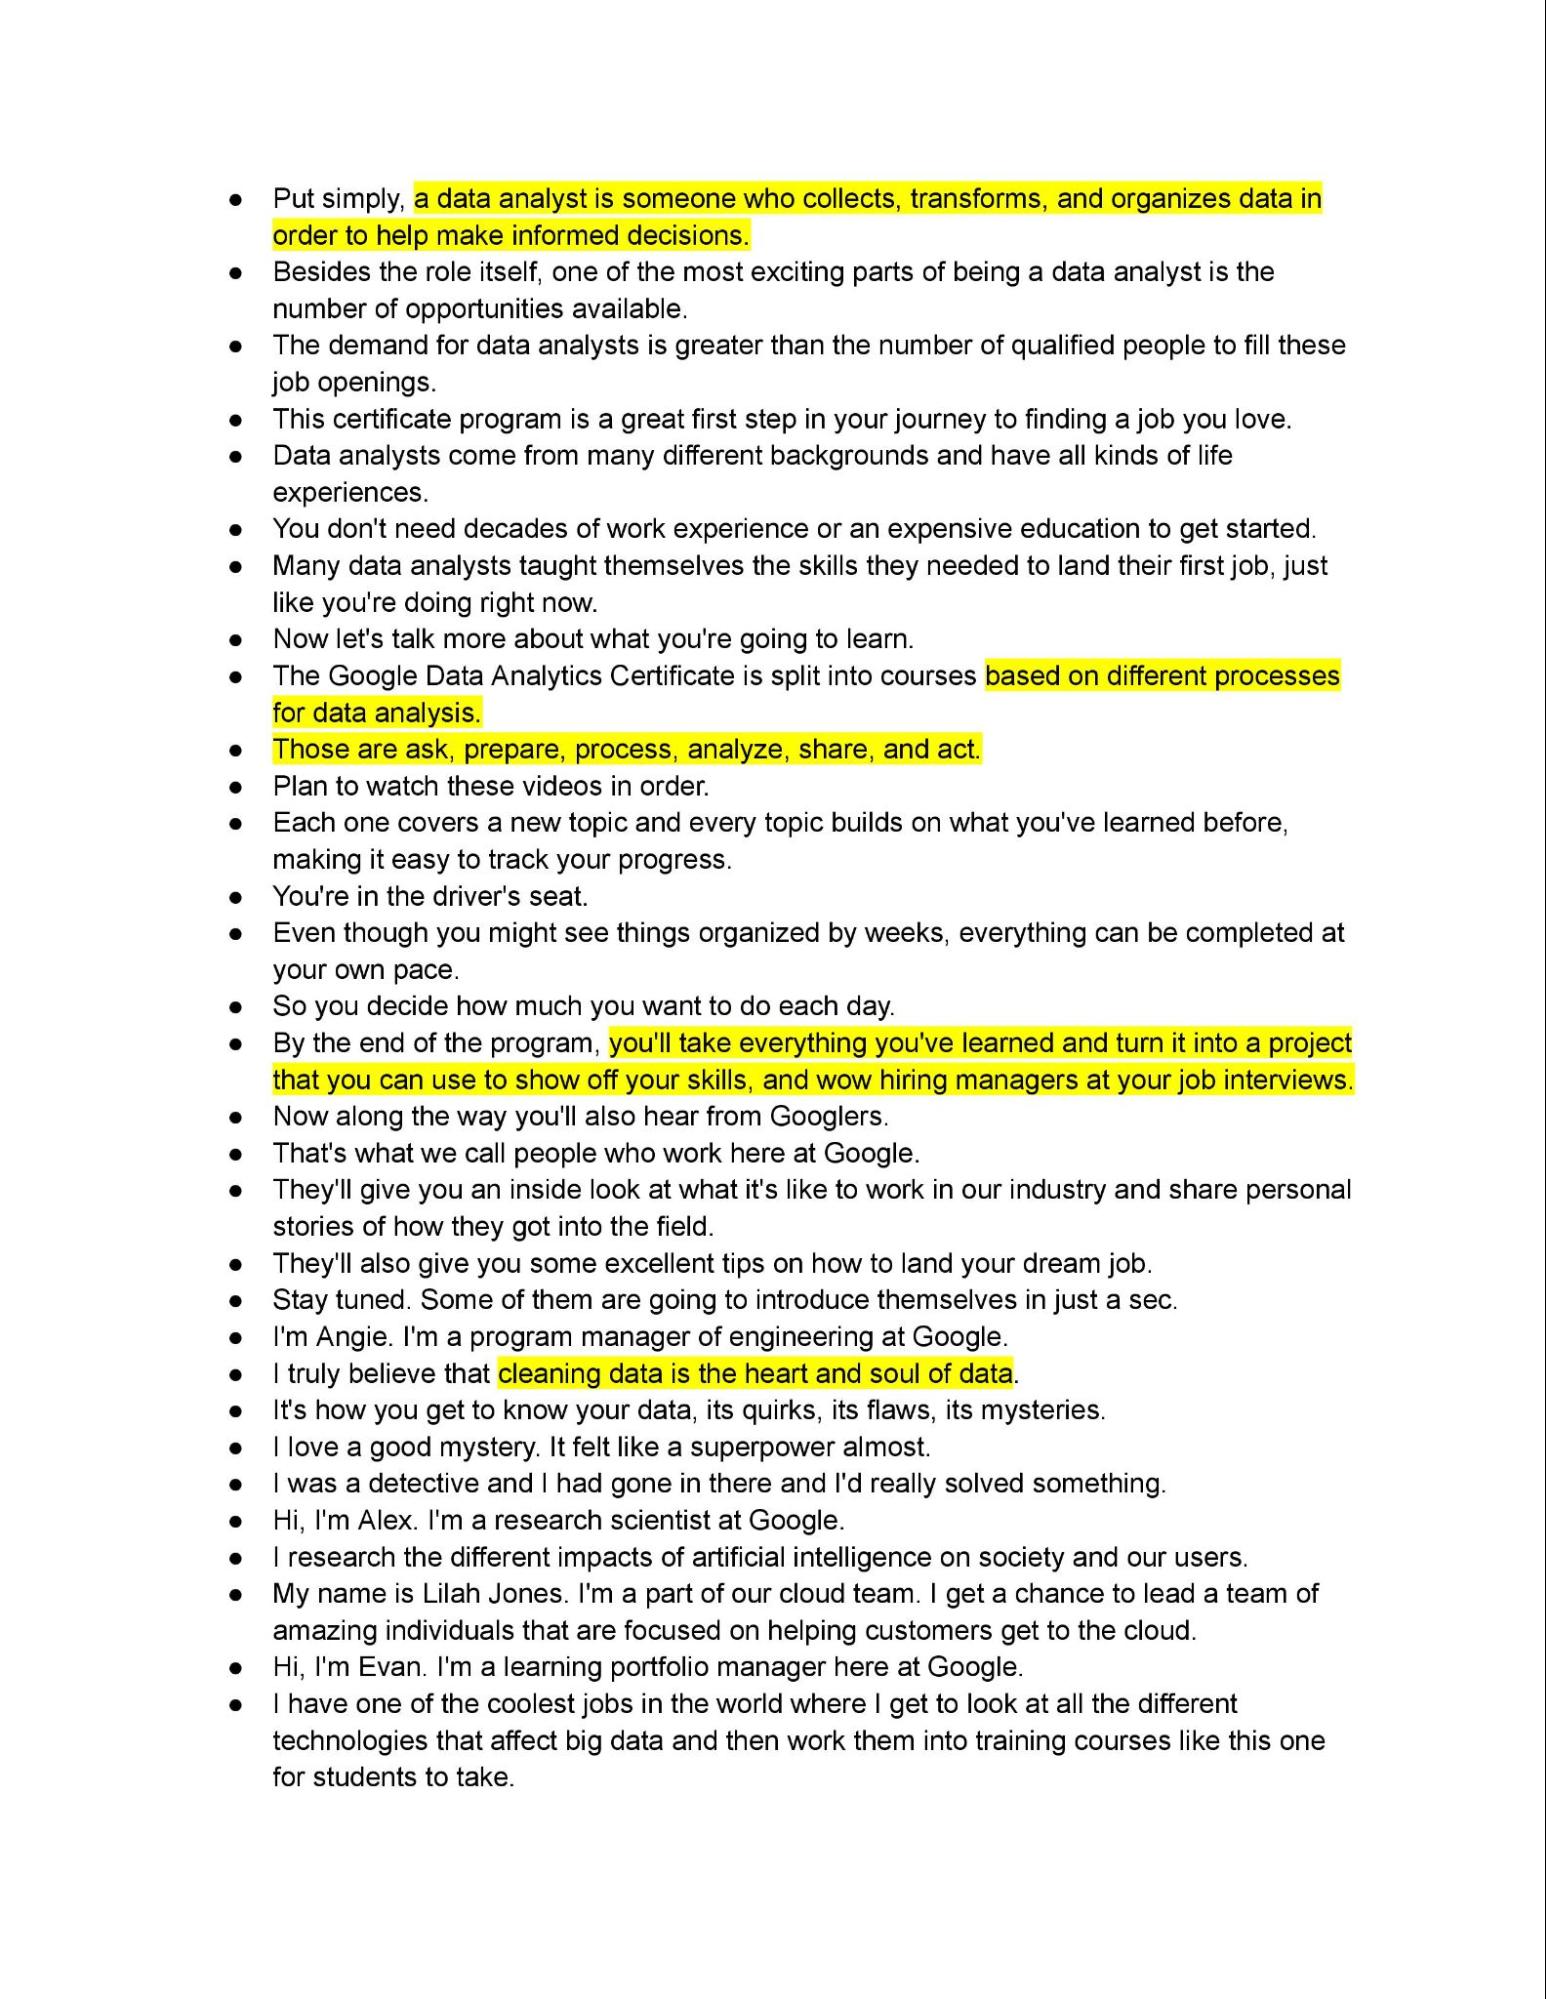 ● Put simply, a data analyst is someone who collects, transforms, and organizes data in
order to help make informed decisions.
● Besides the role itself, one of the most exciting parts of being a data analyst is the
number of opportunities available.
● The demand for data analysts is greater than the number of qualified people to fill these
job openings.
● This certificate program is a great first step in your journey to finding a job you love.
● Data analysts come from many different backgrounds and have all kinds of life
experiences.
● You don't need decades of work experience or an expensive education to get started.
● Many data analysts taught themselves the skills they needed to land their first job, just
like you're doing right now.
● Now let's talk more about what you're going to learn.
● The Google Data Analytics Certificate is split into courses based on different processes
for data analysis.
● Those are ask, prepare, process, analyze, share, and act.
● Plan to watch these videos in order.
● Each one covers a new topic and every topic builds on what you've learned before,
making it easy to track your progress.
● You're in the driver's seat.
● Even though you might see things organized by weeks, everything can be completed at
your own pace.
● So you decide how much you want to do each day.
● By the end of the program, you'll take everything you've learned and turn it into a project
that you can use to show off your skills, and wow hiring managers at your job interviews.
● Now along the way you'll also hear from Googlers.
● That's what we call people who work here at Google.
● They'll give you an inside look at what it's like to work in our industry and share personal
stories of how they got into the field.
● They'll also give you some excellent tips on how to land your dream job.
● Stay tuned. Some of them are going to introduce themselves in just a sec.
● I'm Angie. I'm a program manager of engineering at Google.
● I truly believe that cleaning data is the heart and soul of data.
● It's how you get to know your data, its quirks, its flaws, its mysteries.
● I love a good mystery. It felt like a superpower almost.
● I was a detective and I had gone in there and I'd really solved something.
● Hi, I'm Alex. I'm a research scientist at Google.
● I research the different impacts of artificial intelligence on society and our users.
● My name is Lilah Jones. I'm a part of our cloud team. I get a chance to lead a team of
amazing individuals that are focused on helping customers get to the cloud.
● Hi, I'm Evan. I'm a learning portfolio manager here at Google.
● I have one of the coolest jobs in the world where I get to look at all the different
technologies that affect big data and then work them into training courses like this one
for students to take.